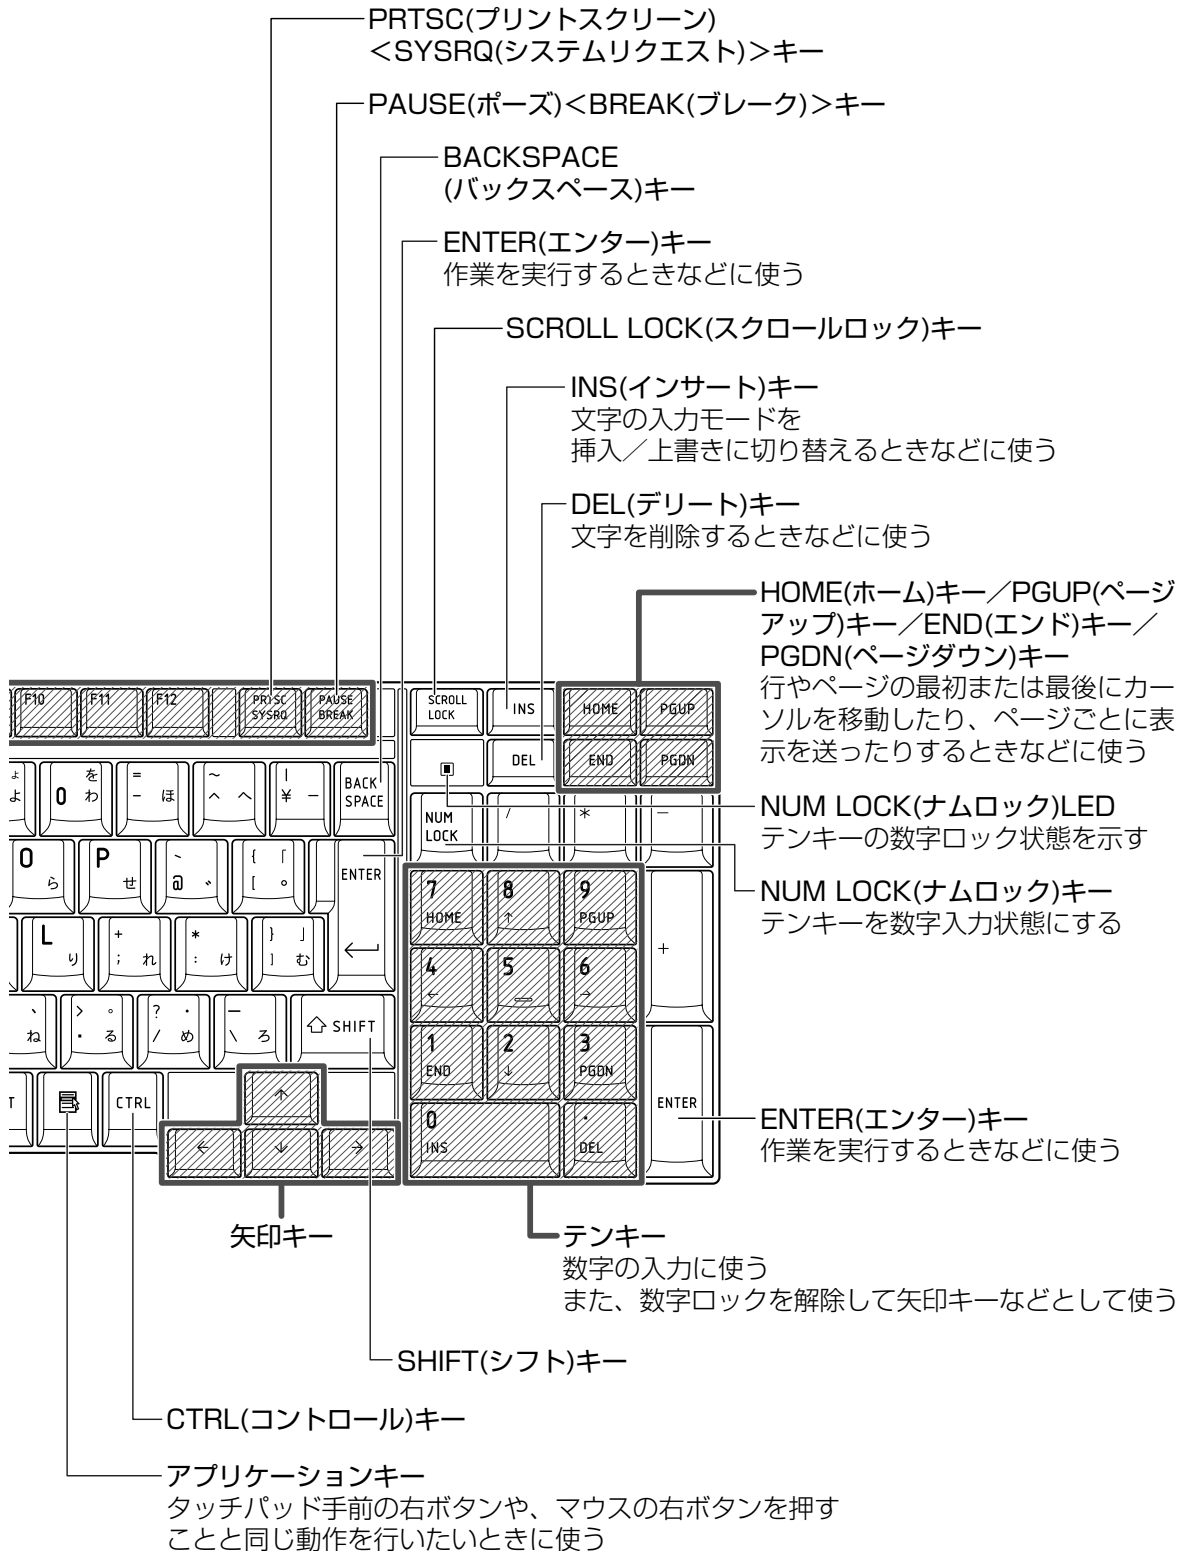 PRTSC(プリントスクリーン)
＜SYSRQ(システムリクエスト)＞キー
PAUSE(ポーズ)＜BREAK(ブレーク)＞キー
BACKSPACE
(バックスペース)キー
ENTER(エンター)キー
作業を実行するときなどに使う
SCROLL LOCK(スクロールロック)キー
INS(インサート)キー
文字の入力モードを
挿入／上書きに切り替えるときなどに使う
DEL(デリート)キー
文字を削除するときなどに使う
HOME(ホーム)キー／PGUP(ページ
アップ)キー／END(エンド)キー／
PGDN(ページダウン)キー
行やページの最初または最後にカー
ソルを移動したり、ページごとに表
示を送ったりするときなどに使う
NUM LOCK(ナムロック)LED
テンキーの数字ロック状態を示す
NUM LOCK(ナムロック)キー
テンキーを数字入力状態にする
F10 F11 F12 PRTSC PAUSE
SYSRQ BREAK
SCROLL
LOCK
INS HOME PGUP
DEL END PGDN
ょ を = ~ |
よ 0 わ - ほ ^ へ ¥ ー
BACK
SPACE
NUM
LOCK
/ * -
O P ` { 「
ら せ @ ゛ [ ゜
ENTER
7 8 9
HOME ↑ PGUP
L + * } 」
り ; れ : け ] む
←
4 5 6 +
← →
、 > 。 ? ・ _
ね . る / め \ ろ
SHIFT
1 2 3
END ↓ PGDN
T CTRL ↑
← ↓ →
0 .
INS DEL
ENTER
ENTER(エンター)キー
作業を実行するときなどに使う
矢印キー
テンキー
数字の入力に使う
また、数字ロックを解除して矢印キーなどとして使う
SHIFT(シフト)キー
CTRL(コントロール)キー
アプリケーションキー
タッチパッド手前の右ボタンや、マウスの右ボタンを押す
ことと同じ動作を行いたいときに使う